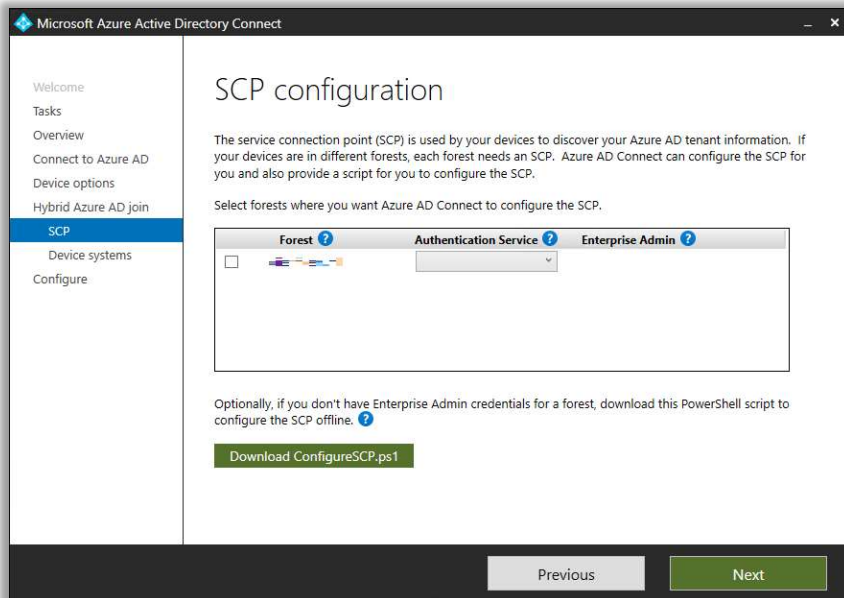 Microsoft Azure Active Directory Connect
Welcome
Tasks
Overview
Connect to Azure AD
Device options
Hybrid Azure AD join
SCP
Device systems
Configure
SCP configuration
The service connection point (SCP) is used by your devices to discover your Azure AD tenant information. If
your devices are in different forests, each forest needs an SCP. Azure AD Connect can configure the SCP for
you and also provide a script for you to configure the SCP.
Select forests where you want Azure AD Connect to configure the SCP.
Forest ? Authentication Service ? Enterprise Admin ?
Optionally, if you don't have Enterprise Admin credentials for a forest, download this PowerShell script to
configure the SCP offline. ?
Download ConfigureSCP.ps1
Previous Next